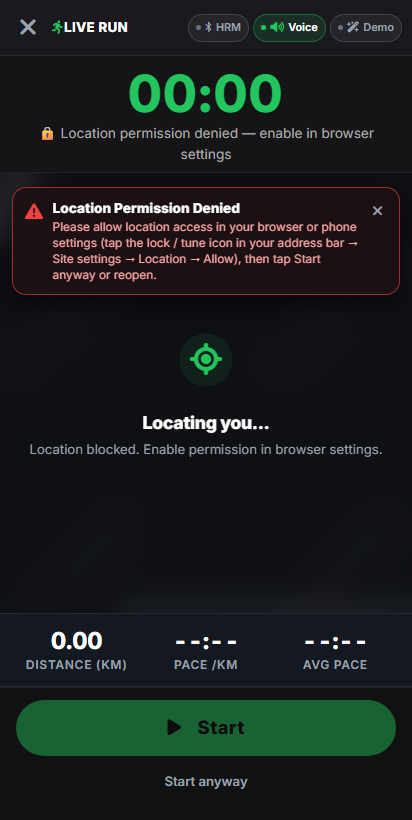 LIVE RUN
HRM
Voice
Demo
00:00
🔒 Location permission denied — enable in browser
settings
Location Permission Denied
Please allow location access in your browser or phone
settings (tap the lock / tune icon in your address bar →
Site settings → Location → Allow), then tap Start
anyway or reopen.
Locating you...
Location blocked. Enable permission in browser settings.
0.00 --:-- --:--
DISTANCE (KM) PACE /KM AVG PACE
Start
Start anyway